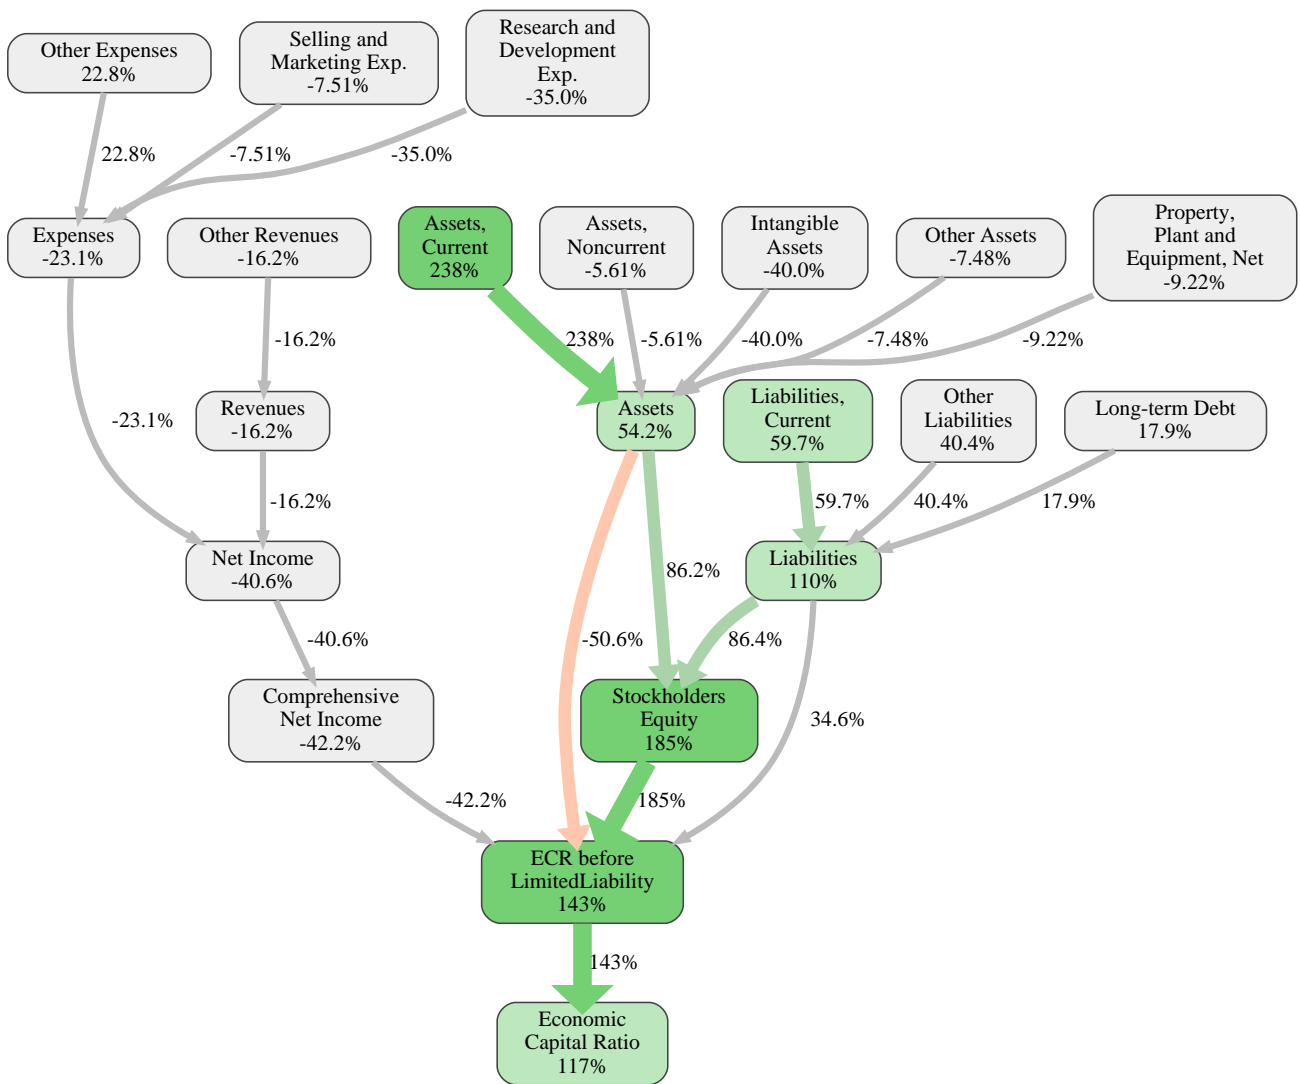 Other Expenses
22.8%
Selling and
Marketing Exp.
-7.51%
Research and
Development
Exp.
-35.0%
22.8%
-7.51%
-35.0%
Expenses
-23.1%
Other Revenues
-16.2%
Assets,
Current
238%
Assets,
Noncurrent
-5.61%
Intangible
Assets
-40.0%
Other Assets
-7.48%
Property,
Plant and
Equipment, Net
-9.22%
-16.2%
238%
-5.61%
-40.0%
-7.48%
-9.22%
-23.1%
Revenues
-16.2%
Assets
54.2%
Liabilities,
Current
59.7%
Other
Liabilities
40.4%
Long-term Debt
17.9%
-16.2%
59.7%
40.4%
17.9%
Net Income
-40.6%
86.2%
Liabilities
110%
-40.6%
-50.6%
86.4%
Comprehensive
Net Income
-42.2%
Stockholders
Equity
185%
34.6%
-42.2%
185%
ECR before
LimitedLiability
143%
143%
Economic
Capital Ratio
117%